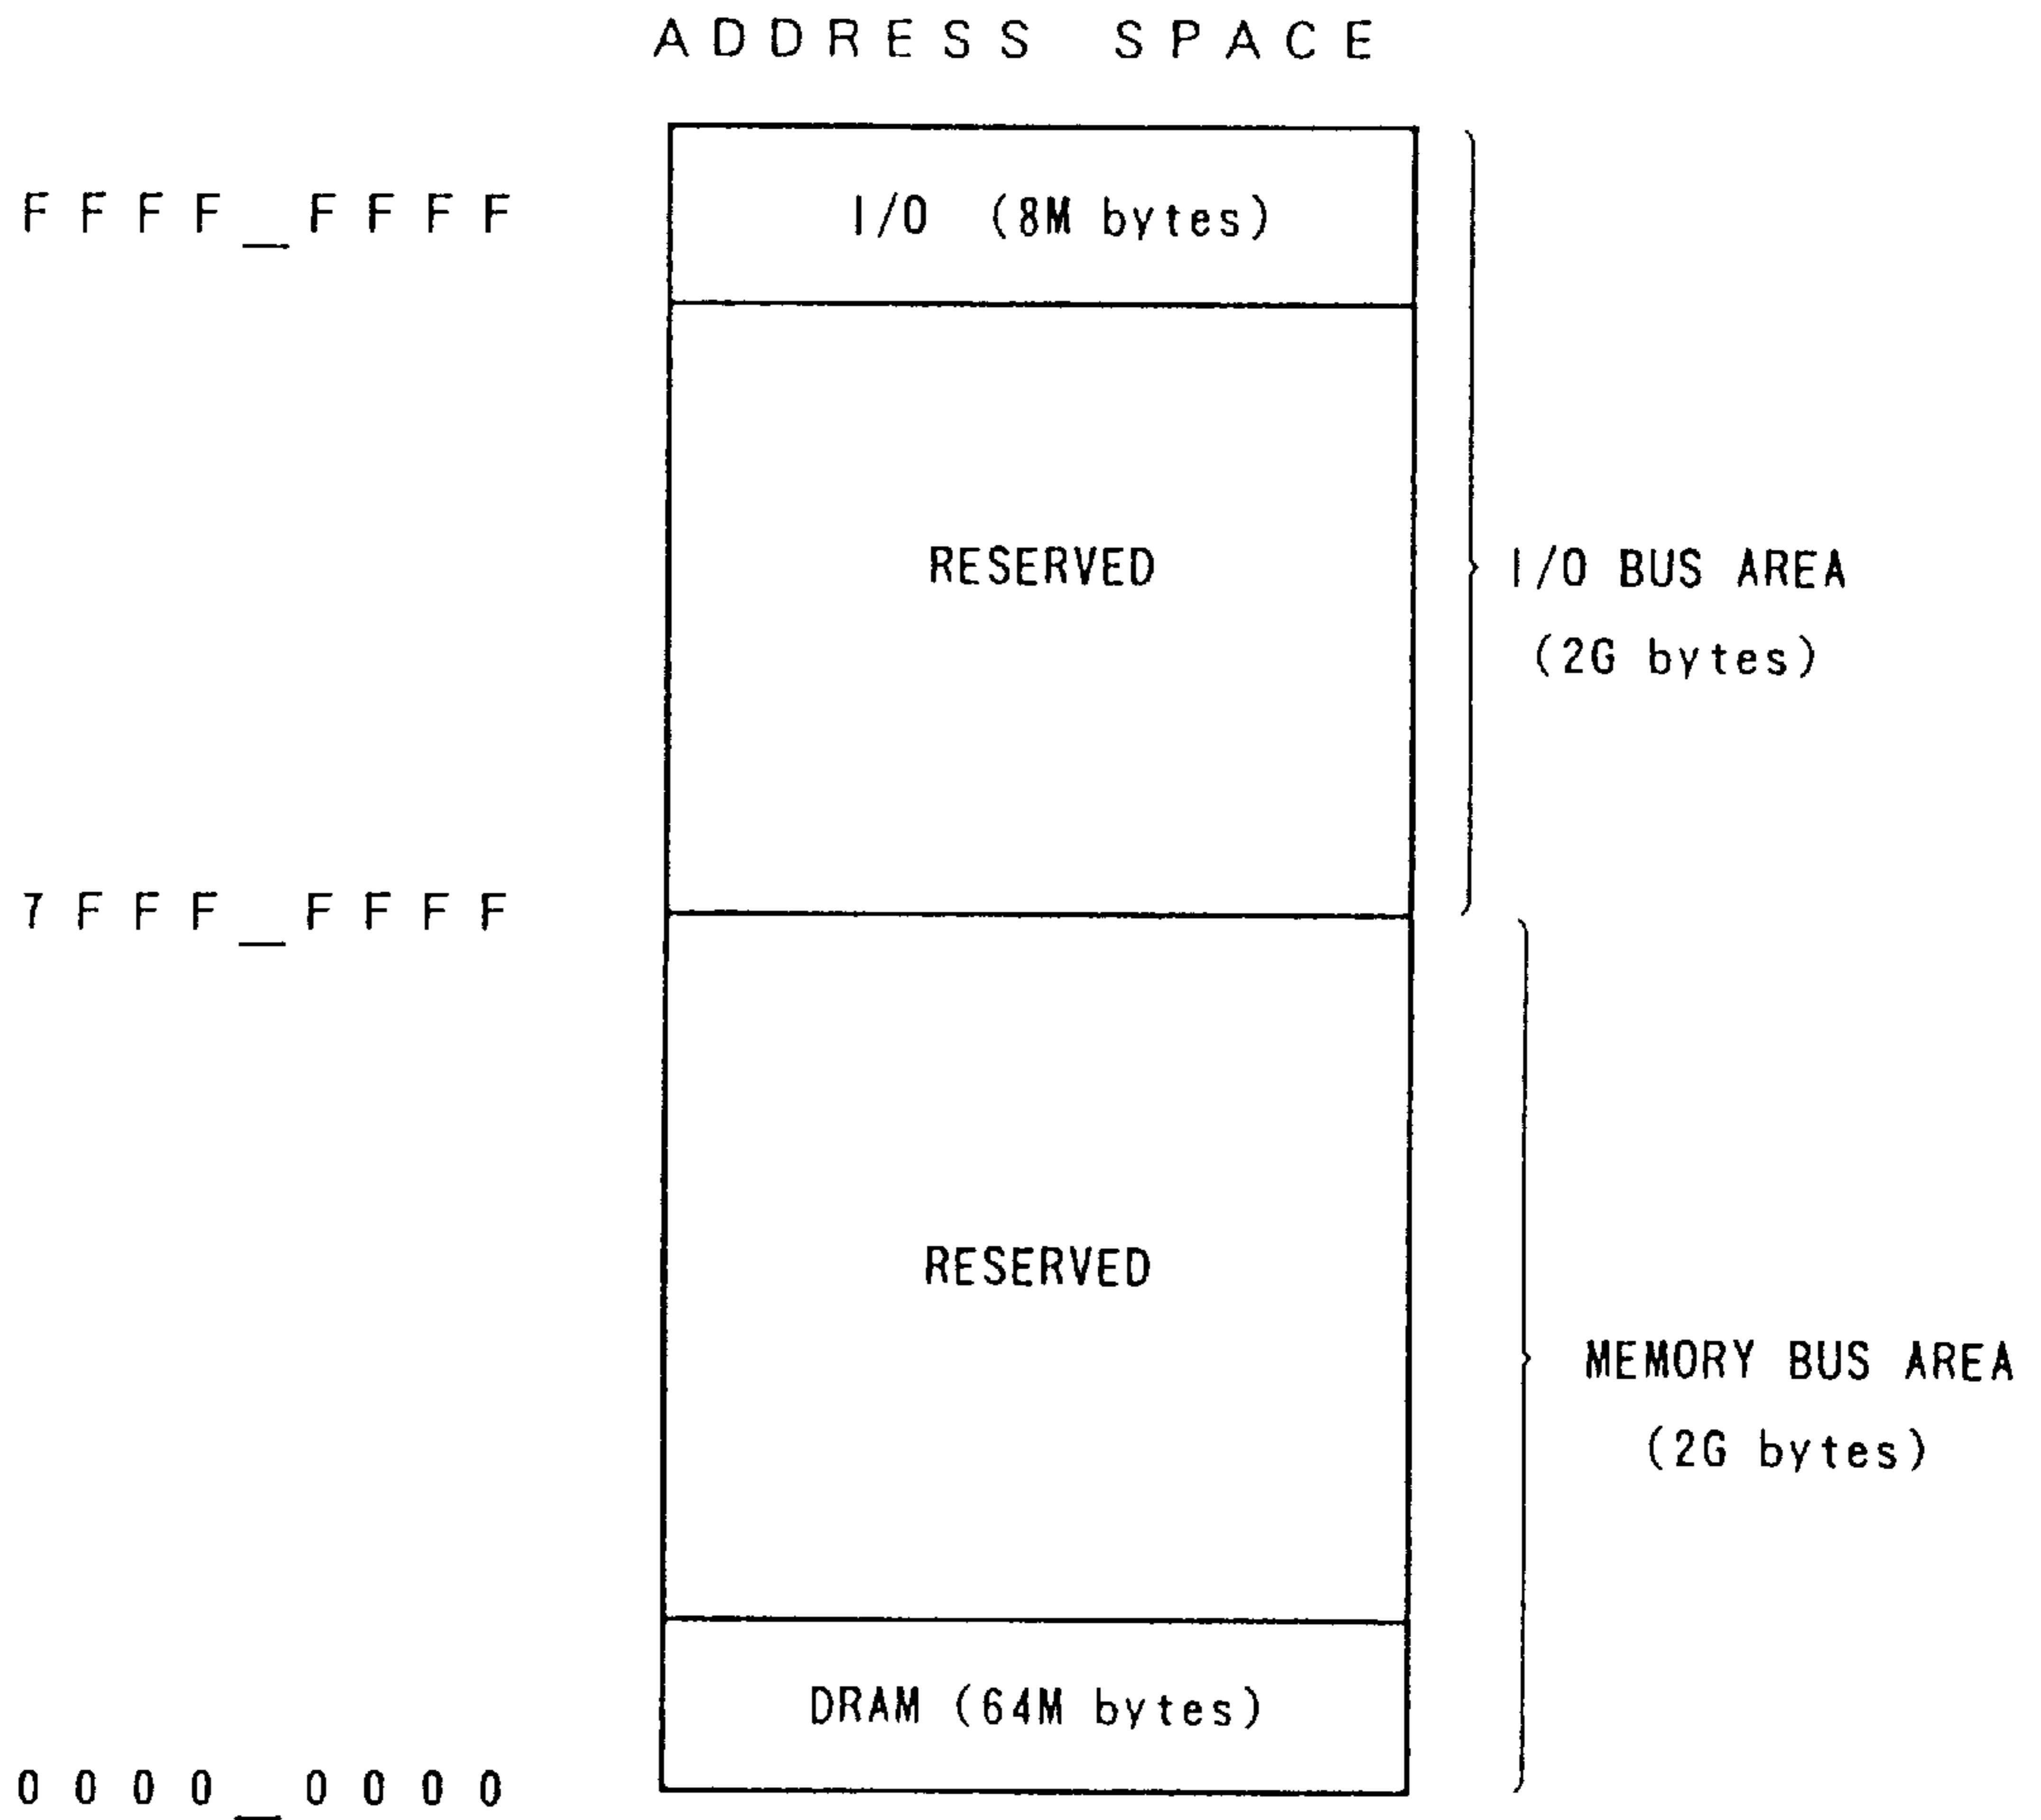 ADDRESS SPACE
FFFF_FFFF
I/O (8M bytes)
RESERVED
I/O BUS AREA
(2G bytes)
7FFF_FFFF
RESERVED
MEMORY BUS AREA
(2G bytes)
DRAM (64M bytes)
0000_0000